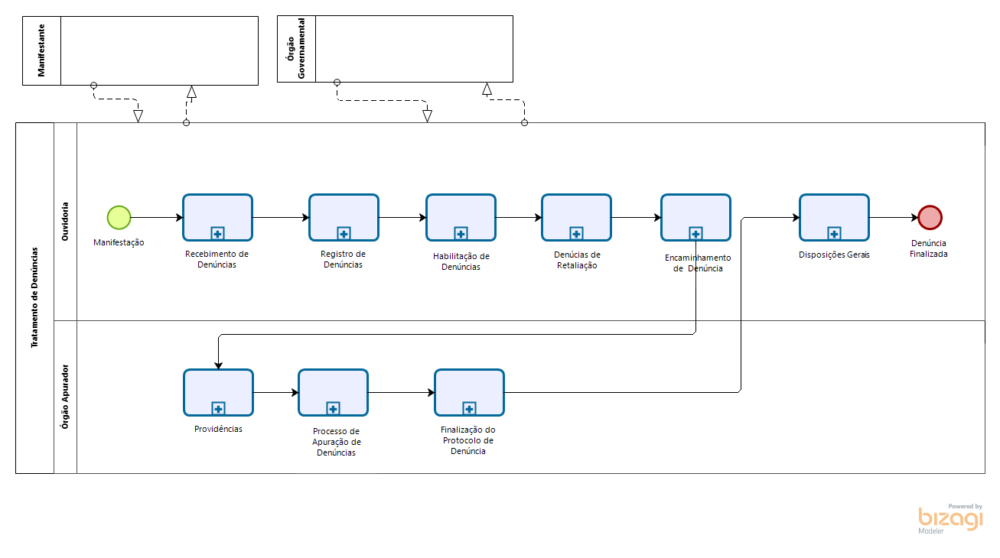 Manifestante
Órgão
Governamental
Tratamento de Denúncias
Ouvidoria
Manifestação
Recebimento de
Denúncias
Registro de
Denúncias
Habilitação de
Denúncias
Denúcias de
Retaliação
Encaminhamento
de Denúncia
Disposições Gerais
Denúncia
Finalizada
Órgão Apurador
Providências
Processo de
Apuração de
Denúncias
Finalização do
Protocolo de
Denúncia
Powered by
bizagi
Modeler